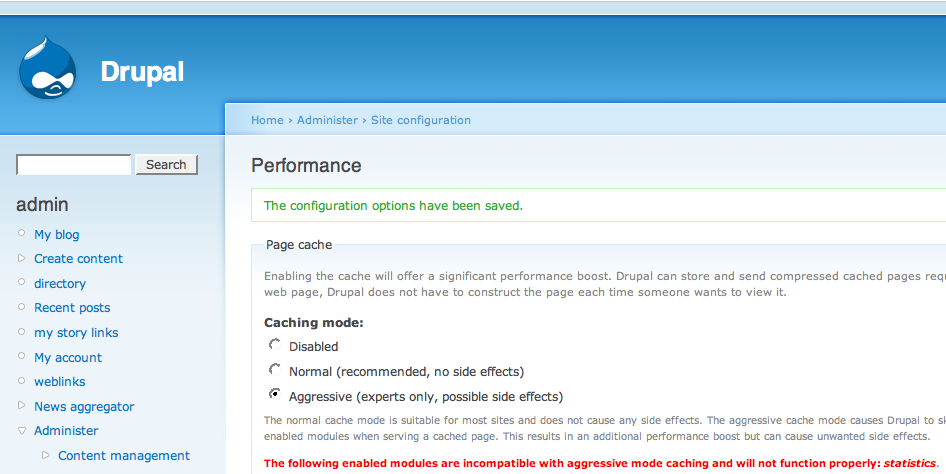 Drupal
Home › Administer › Site configuration
Search
admin
My blog
Create content
directory
Recent posts
my story links
My account
weblinks
News aggregator
Administer
Content management
Performance
The configuration options have been saved.
Page cache
Enabling the cache will offer a significant performance boost. Drupal can store and send compressed cached pages
web page, Drupal does not have to construct the page each time someone wants to view it.
Caching mode:
Disabled
Normal (recommended, no side effects)
Aggressive (experts only, possible side effects)
The normal cache mode is suitable for most sites and does not cause any side effects. The aggressive cache mode causes Drupal to
enabled modules when serving a cached page. This results in an additional performance boost but can cause unwanted side effects.
The following enabled modules are incompatible with aggressive mode caching and will not function properly: statistics.